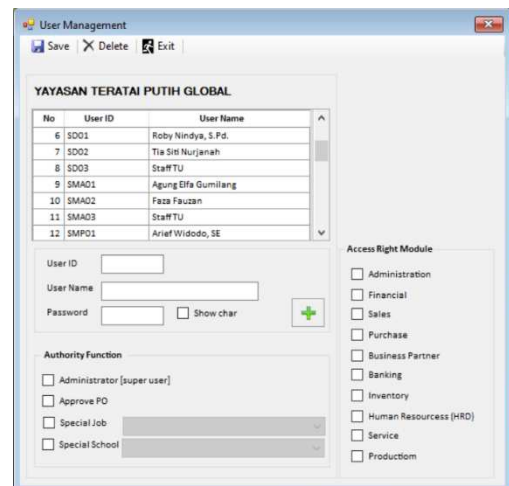 User Management
Save Delete Exit
YAYASAN TERATAI PUTIH GLOBAL
No User ID User Name
6 SD01 Roby Nindya, S.Pd.
7 SD02 Tia Siti Nurjanah
8 SD03 Staff TU
9 SMA01 Agung Elfa Gumilang
10 SMA02 Faza Fauzan
11 SMA03 Staff TU
12 SMP01 Arief Widodo, SE
User ID
User Name
Password Show char
Authority Function
Administrator [super user]
Approve PO
Special Job
Special School
Access Right Module
Administration
Financial
Sales
Purchase
Business Partner
Banking
Inventory
Human Resourcess (HRD)
Service
Productiom